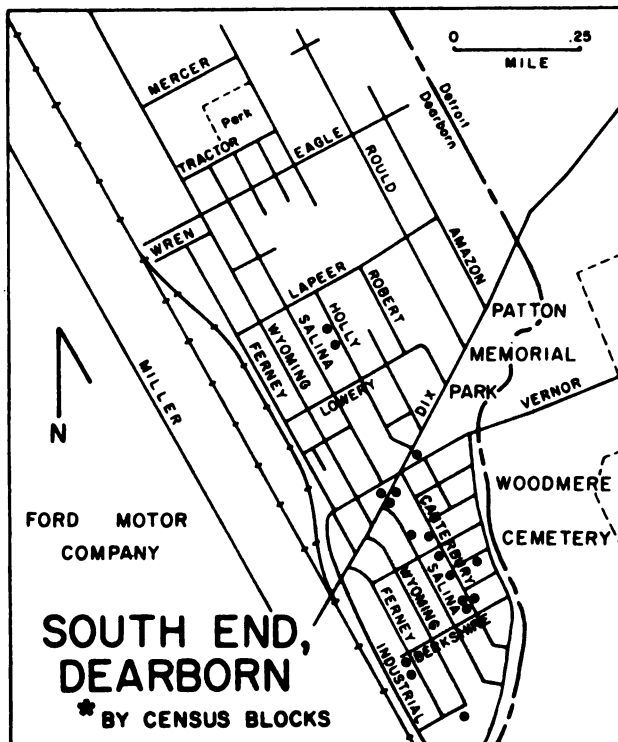 0 .25
MILE
MERCER
Park
TRACTOR
EAGLE
ROULD
Detroit
Dearborn
WREN
LAPEER
ROBERT
AMAZON
HOLLY
SALINA
WYOMING
FERNEY
LOWERY
DIX
PATTON
MEMORIAL
PARK
VERNOR
MILLER
N
WOODMERE
CEMETERY
FORD MOTOR
COMPANY
CANTERBURY
SALINA
WYOMING
FERNEY
BERKSHIRE
INDUSTRIAL
SOUTH END,
DEARBORN
* BY CENSUS BLOCKS